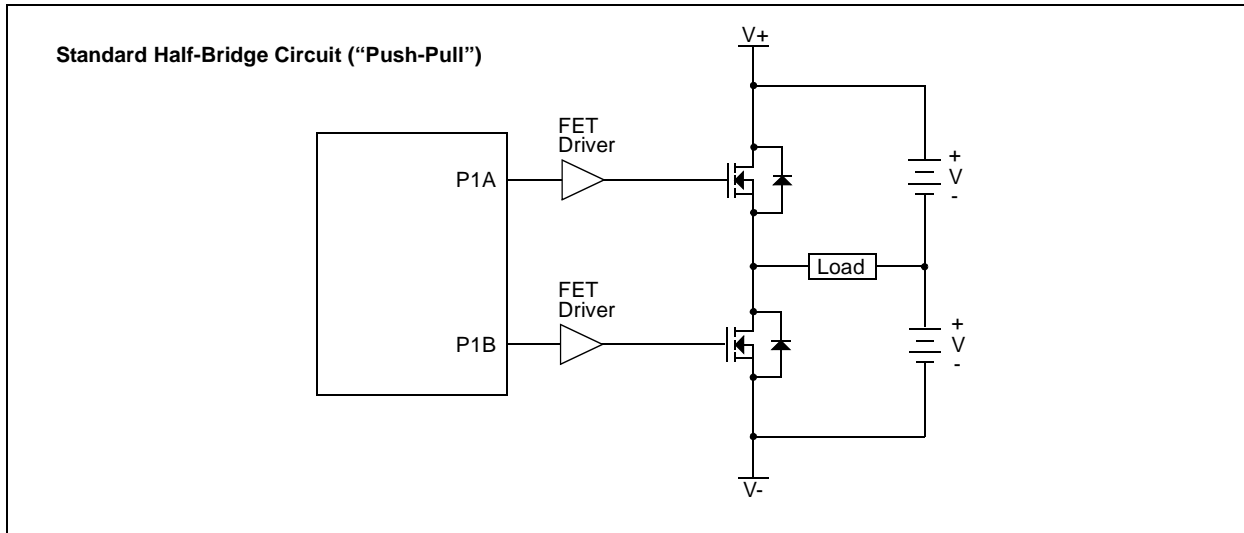 Standard Half-Bridge Circuit (“Push-Pull”)
V+
FET
Driver
P1A
+
V
-
Load
FET
Driver
P1B
+
V
-
V-